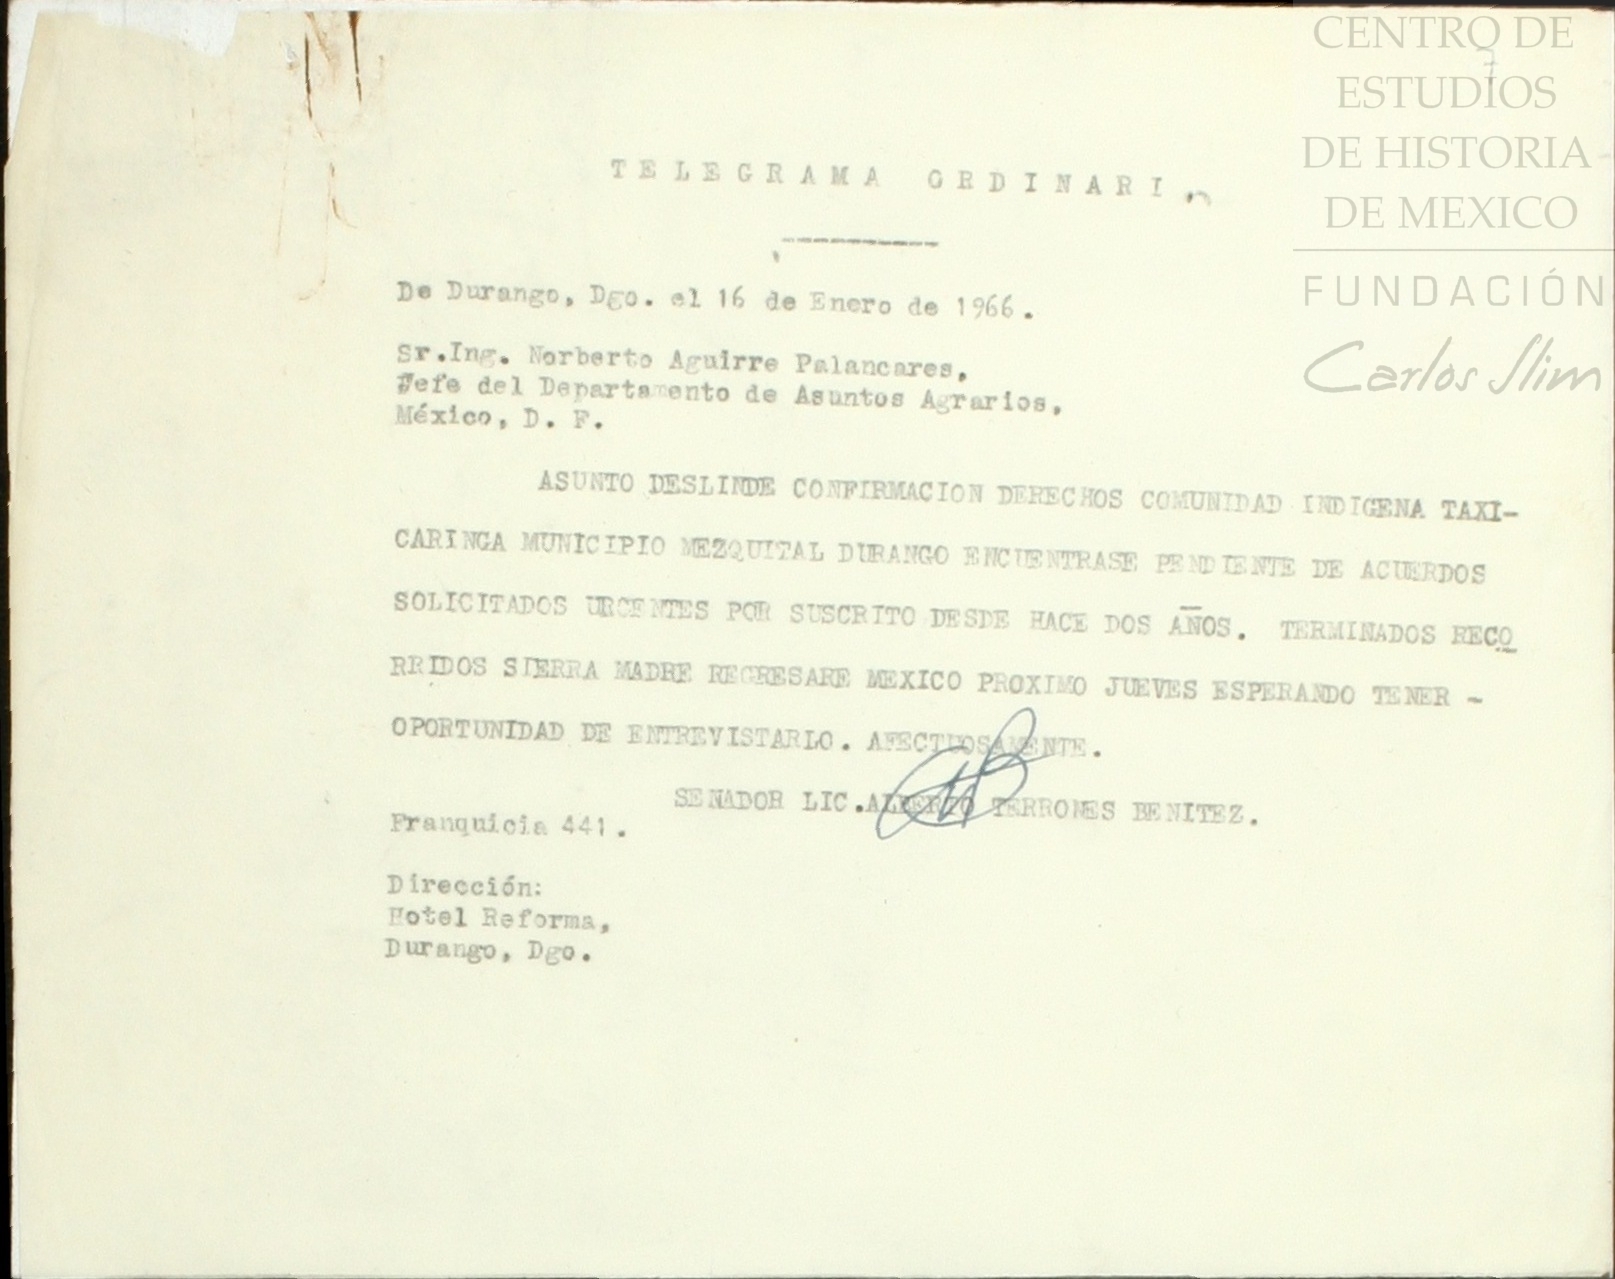 CENTRO DE
ESTUDIOS
DE HISTORIA
DE MEXICO
FUNDACIÓN
Carlos Slim
7
TELEGRAMA ORDINARI.
De Durango, Dgo. el 16 de Enero de 1966.
Sr.Ing. Norberto Aguirre Palancares,
Jefe del Departamento de Asuntos Agrarios,
México, D. F.
ASUNTO DESLINDE CONFIRMACION DERECHOS COMUNIDAD INDIGENA TAXI-
CARINGA MUNICIPIO MEZQUITAL DURANGO ENCUENTRASE PENDIENTE DE ACUERDOS
SOLICITADOS URGENTES POR SUSCRITO DESDE HACE DOS AÑOS. TERMINADOS RECO
RRIDOS SIERRA MADRE REGRESARE MEXICO PROXIMO JUEVES ESPERANDO TENER -
OPORTUNIDAD DE ENTREVISTARLO. AFECTUOSAMENTE.
SENADOR LIC.ALBERTO TERRONES BENITEZ.
Franquicia 441.
Dirección:
Hotel Reforma,
Durango, Dgo.